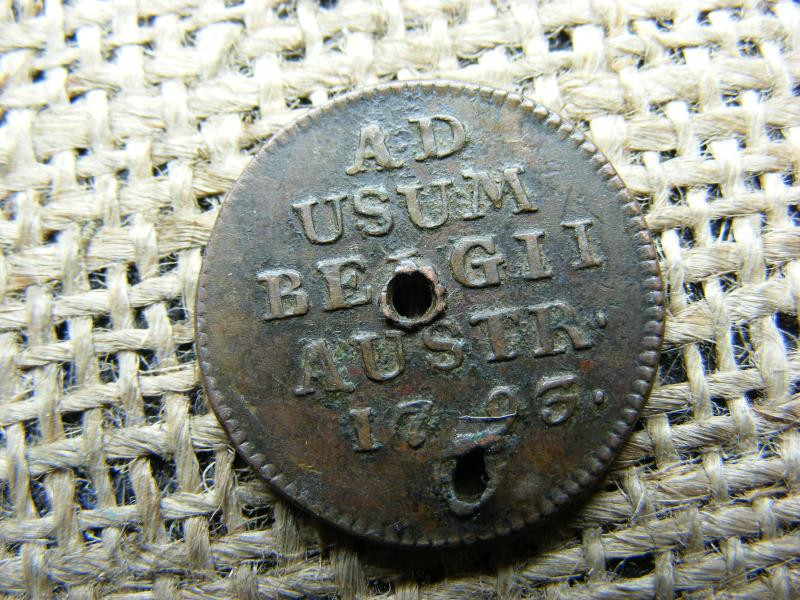 AD
USUM
BELGII
AUSTR.
1793.